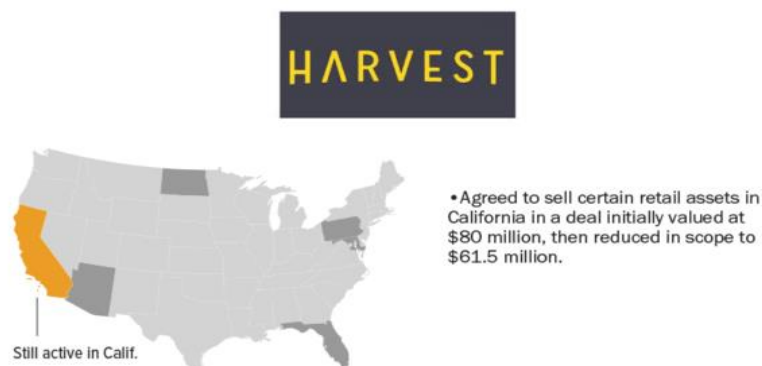 HARVEST
•Agreed to sell certain retail assets in
California in a deal initially valued at
$80 million, then reduced in scope to
$61.5 million.
Still active in Calif.